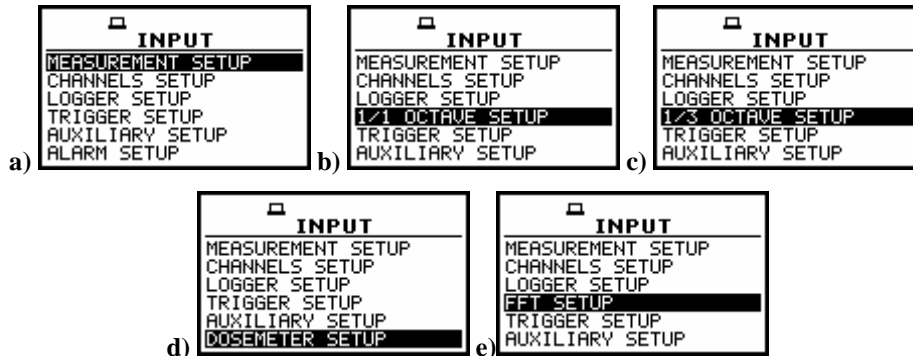 INPUT
MEASUREMENT SETUP
CHANNELS SETUP
LOGGER SETUP
TRIGGER SETUP
AUXILIARY SETUP
ALARM SETUP
a)
INPUT
MEASUREMENT SETUP
CHANNELS SETUP
LOGGER SETUP
1/1 OCTAVE SETUP
TRIGGER SETUP
AUXILIARY SETUP
b)
INPUT
MEASUREMENT SETUP
CHANNELS SETUP
LOGGER SETUP
1/3 OCTAVE SETUP
TRIGGER SETUP
AUXILIARY SETUP
c)
INPUT
MEASUREMENT SETUP
CHANNELS SETUP
LOGGER SETUP
TRIGGER SETUP
AUXILIARY SETUP
DOSEMETER SETUP
d)
INPUT
MEASUREMENT SETUP
CHANNELS SETUP
LOGGER SETUP
FFT SETUP
TRIGGER SETUP
AUXILIARY SETUP
e)